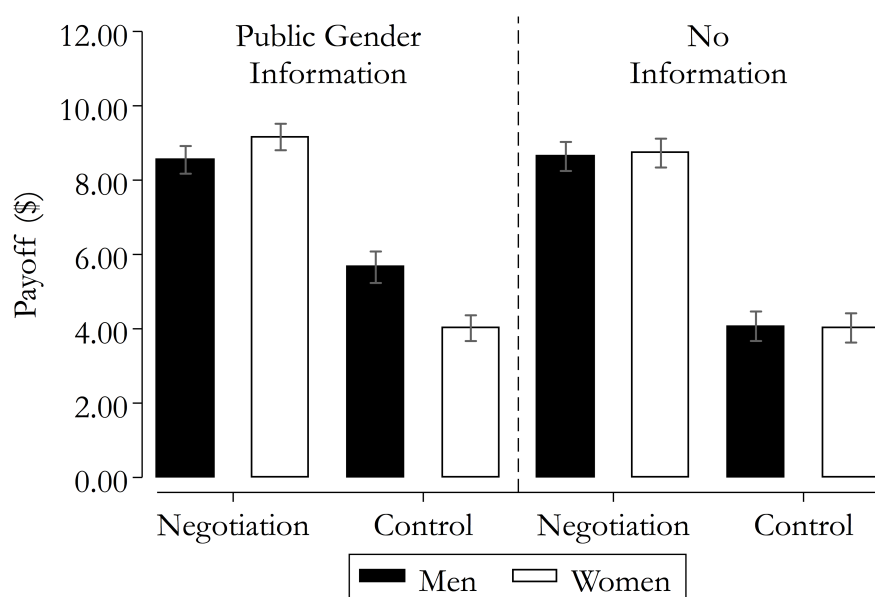 Public Gender
Information
No
Information
12.00
10.00
8.00
6.00
4.00
2.00
0.00
Payoff ($)
Negotiation
Control
Negotiation
Control
Men
Women